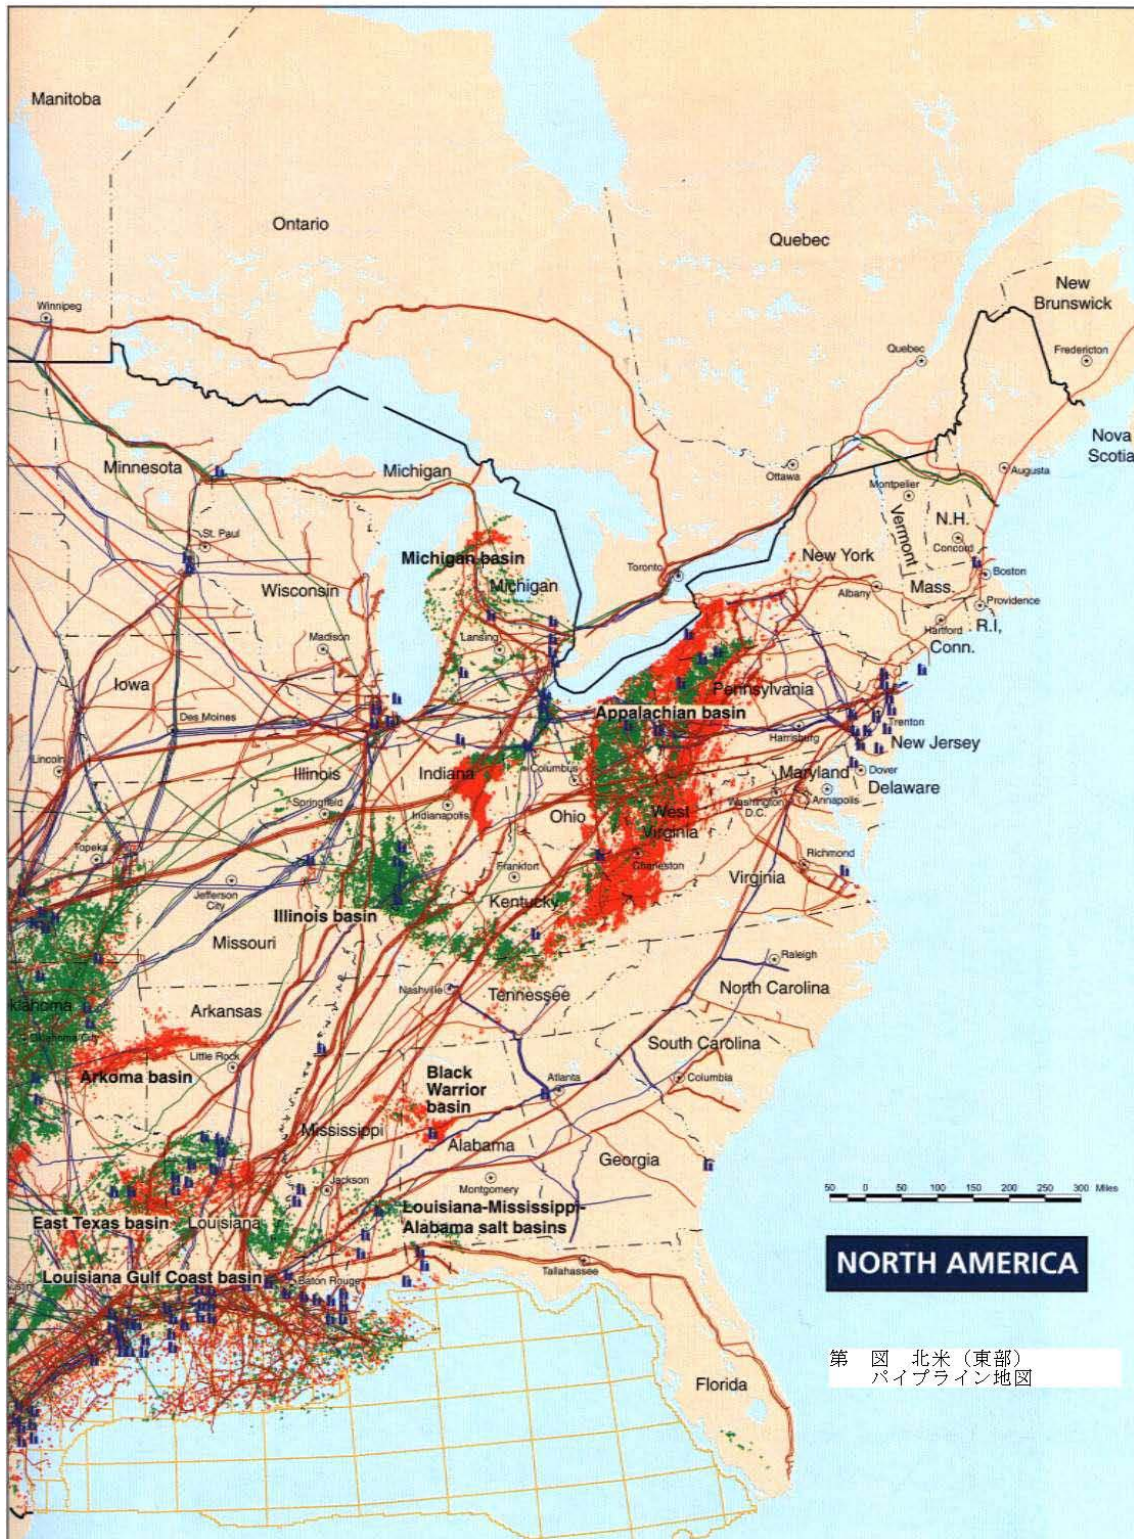 Manitoba
Ontario
Quebec
New
Brunswick
Winnipeg
Quebec
Fredericton
Nova
Scotia
Minnesota
Michigan
Ottawa
Augusta
Montpelier
Vermont
N.H.
St. Paul
Concord
Michigan basin
New York
Toronto
Boston
Wisconsin
Michigan
Albany
Mass.
Providence
Madison
Lansing
Hartford
R.I,
Conn.
Iowa
Pennsylvania
Des Moines
Appalachian basin
Trenton
Harrisburg
New Jersey
Lincoln
Illinois
Indiana
Columbus
Maryland
Dover
Delaware
Springfield
Indianapolis
Ohio
West
Virginia
Washington
D.C.
Annapolis
Topeka
Frankfort
Charleston
Richmond
Jefferson
City
Virginia
Kentucky
Illinois basin
Missouri
Raleigh
Nashville
Tennessee
North Carolina
klahoma
Arkansas
Oklahoma City
South Carolina
Little Rock
Arkoma basin
Black
Warrior
basin
Atlanta
Columbia
Mississippi
Alabama
Georgia
Jackson
Montgomery
50 0 50 100 150 200 250 300 Miles
East Texas basin
Louisiana
Louisiana-Mississippi-
Alabama salt basins
NORTH AMERICA
Louisiana Gulf Coast basin
Baton Rouge
Tallahassee
第 図 北米（東部）
パイプライン地図
Florida